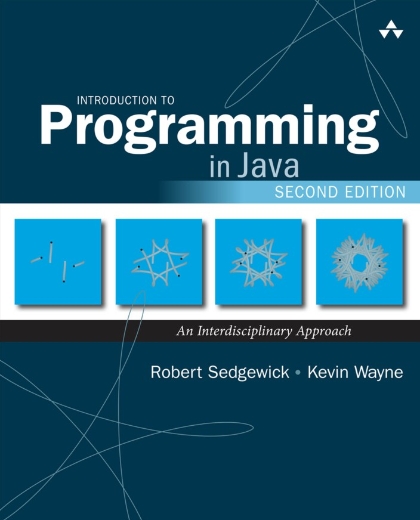 INTRODUCTION TO
Programming
in Java
SECOND EDITION
An Interdisciplinary Approach
Robert Sedgewick • Kevin Wayne